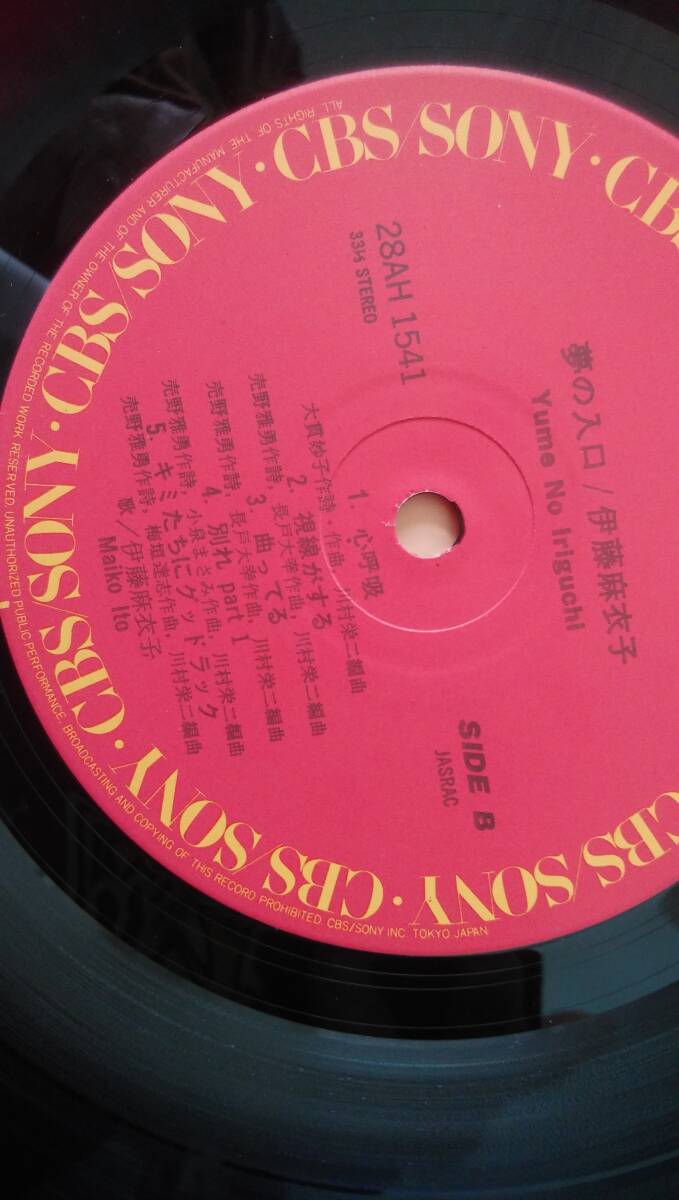 CBS/SONY・CBS/SONY・CBS/SONY・CBS/SONY・CBS/SONY・CBS/SONY
夢の入口/伊藤麻衣子
Yume No Iriguchi
28AH 1541
33⅓ STEREO
SIDE B
JASRAC
1. 心呼吸
大貫妙子作詩・作曲, 川村栄二編曲
2. 視線がする
売野雅勇作詩, 長戸大幸作曲, 川村栄二編曲
3. 曲ってる
売野雅勇作詩, 長戸大幸作曲, 川村栄二編曲
4. 別れ part 1
売野雅勇作詩, 小泉まさみ作曲, 川村栄二編曲
5. キミたちにグッドラック
売野雅勇作詩, 梅垣達志作曲, 川村栄二編曲
歌/伊藤麻衣子
Maiko Ito
ALL RIGHTS OF THE MANUFACTURER AND OF THE OWNER OF THE RECORDED WORK RESERVED. UNAUTHORIZED PUBLIC PERFORMANCE, BROADCASTING AND COPYING OF THIS RECORD PROHIBITED CBS/SONY INC. TOKYO JAPAN